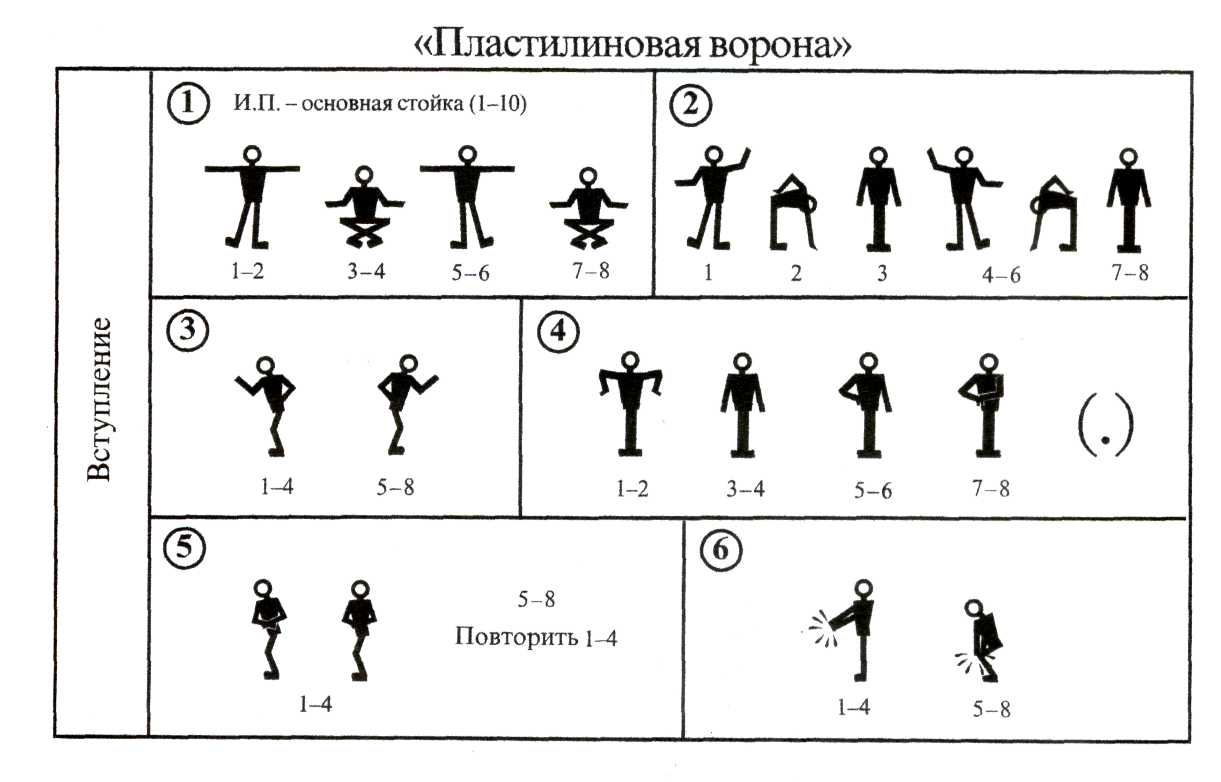 «Пластилиновая ворона»
Вступление
1 И.П. – основная стойка (1–10)
1–2 3–4 5–6 7–8
2
1 2 3 4–6 7–8
3
1–4 5–8
4
1–2 3–4 5–6 7–8
(.)
5
5–8
Повторить 1–4
1–4
6
1–4 5–8